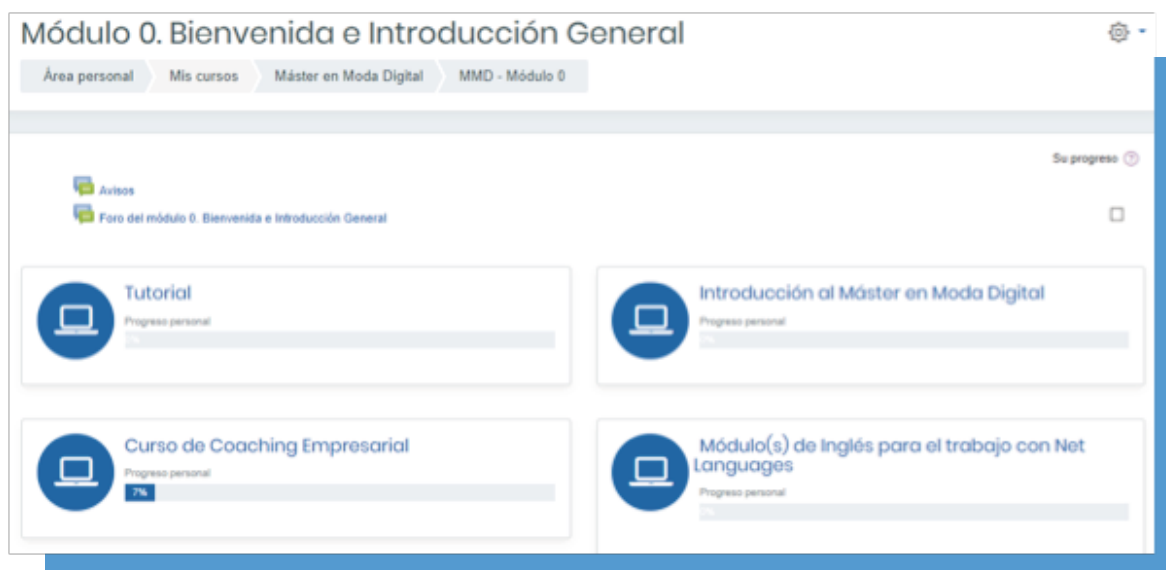 Módulo 0. Bienvenida e Introducción General
Área personal Mis cursos Máster en Moda Digital MMD - Módulo 0
Su progreso
Avisos
Foro del módulo 0. Bienvenida e Introducción General
Tutorial
Progreso personal
Introducción al Máster en Moda Digital
Progreso personal
Curso de Coaching Empresarial
Progreso personal
7%
Módulo(s) de Inglés para el trabajo con Net
Languages
Progreso personal